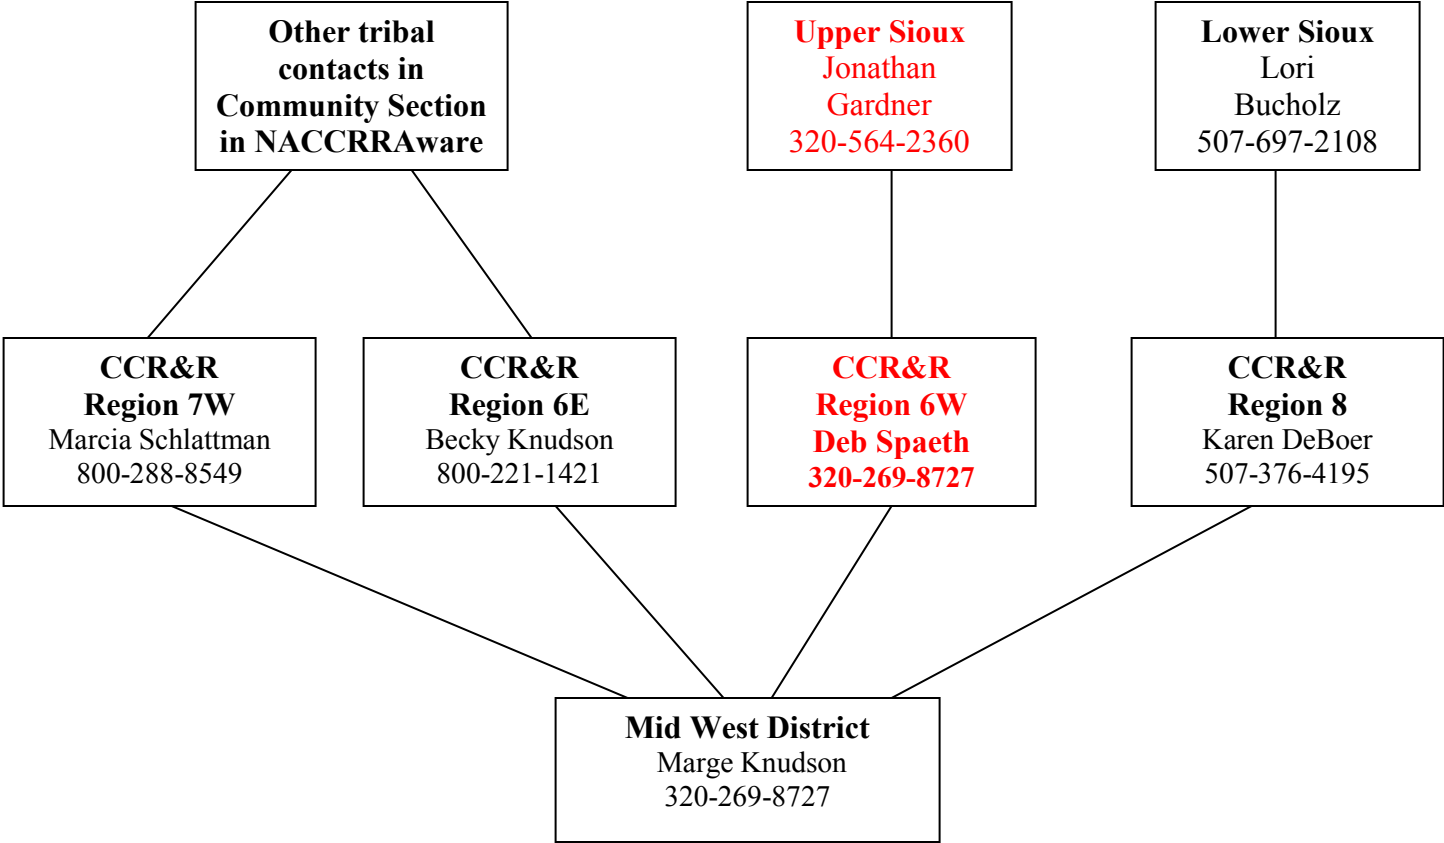 Other tribal
contacts in
Community Section
in NACCRRAware
Upper Sioux
Jonathan
Gardner
320-564-2360
Lower Sioux
Lori
Bucholz
507-697-2108
CCR&R
Region 7W
Marcia Schlattman
800-288-8549
CCR&R
Region 6E
Becky Knudson
800-221-1421
CCR&R
Region 6W
Deb Spaeth
320-269-8727
CCR&R
Region 8
Karen DeBoer
507-376-4195
Mid West District
Marge Knudson
320-269-8727